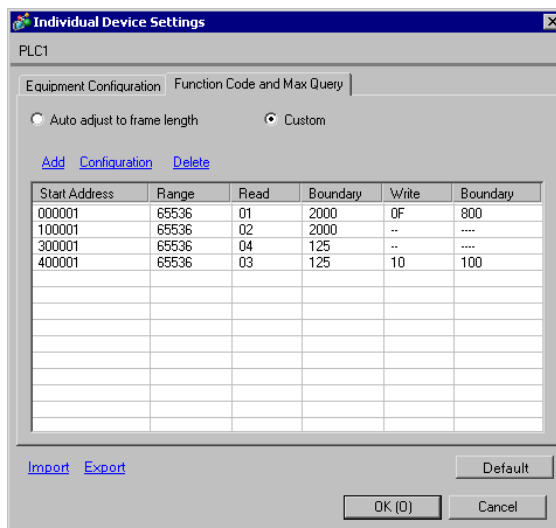 Individual Device Settings
PLC1
Equipment Configuration Function Code and Max Query
Auto adjust to frame length Custom
Add Configuration Delete
Start Address Range Read Boundary Write Boundary
000001 65536 01 2000 0F 800
100001 65536 02 2000 -- ----
300001 65536 04 125 -- ----
400001 65536 03 125 10 100
Import Export Default
OK (O) Cancel